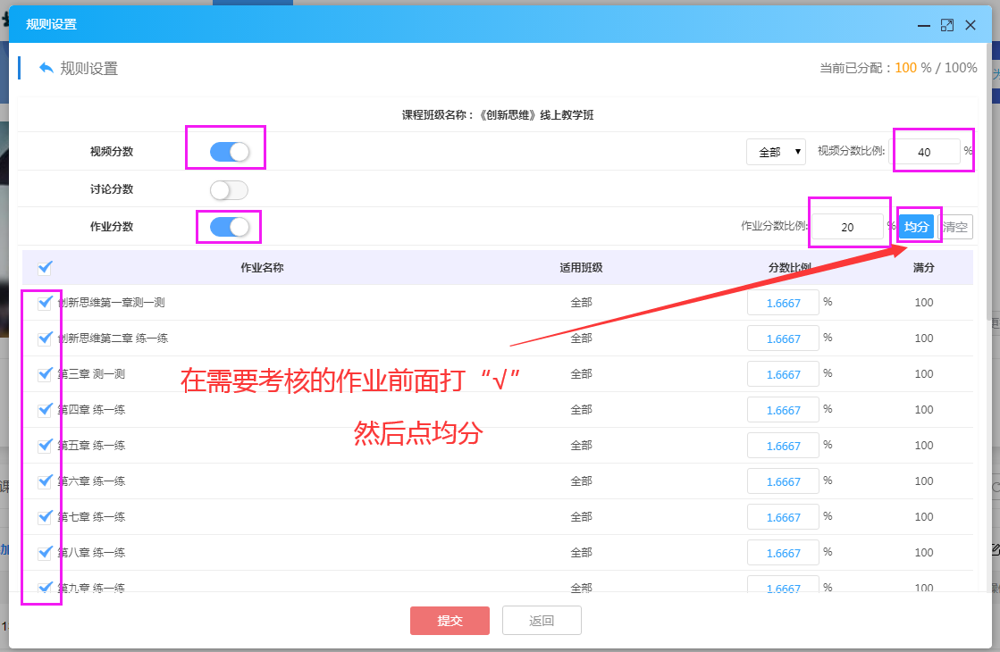 规则设置
规则设置
当前已分配：100 % / 100%
课程班级名称：《创新思维》线上教学班
视频分数 全部 视频分数比例: 40 %
讨论分数
作业分数 作业分数比例: 20 % 均分 清空
作业名称 适用班级 分数比例 满分
创新思维第一章测一测 全部 1.6667 % 100
创新思维第二章 练一练 全部 1.6667 % 100
第三章 测一测 全部 1.6667 % 100
在需要考核的作业前面打“√”
第四章 练一练 全部 1.6667 % 100
然后点均分
第五章 练一练 全部 1.6667 % 100
第六章 练一练 全部 1.6667 % 100
第七章 练一练 全部 1.6667 % 100
第八章 练一练 全部 1.6667 % 100
第九章 练一练 全部 1.6667 % 100
提交 返回